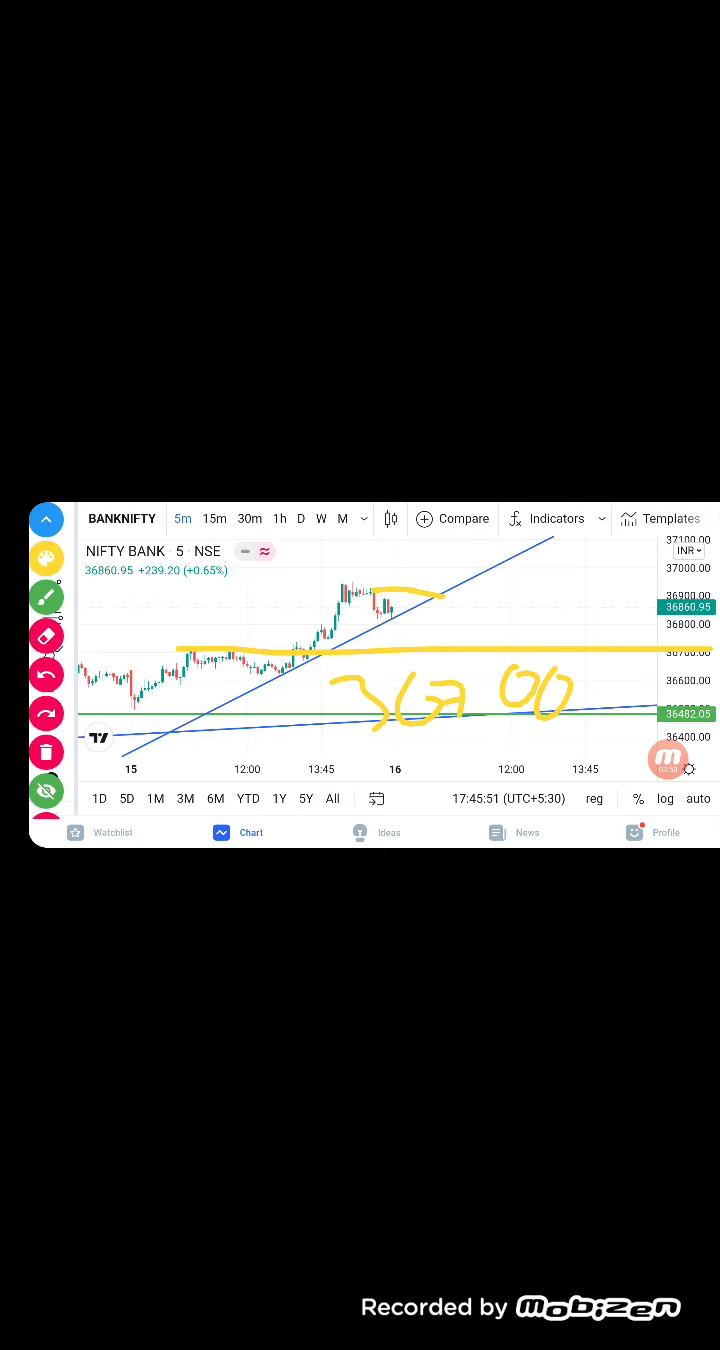 BANKNIFTY 5m 15m 30m 1h D W M Compare Indicators Templates
NIFTY BANK · 5 · NSE
36860.95 +239.20 (+0.65%)
37100.00
INR
37000.00
36900.00
36860.95
36800.00
36700.00
36600.00
36482.05
36400.00
36700
03:50
15 12:00 13:45 16 12:00 13:45
1D 5D 1M 3M 6M YTD 1Y 5Y All 17:45:51 (UTC+5:30) reg % log auto
Watchlist Chart Ideas News Profile
Recorded by mobizen